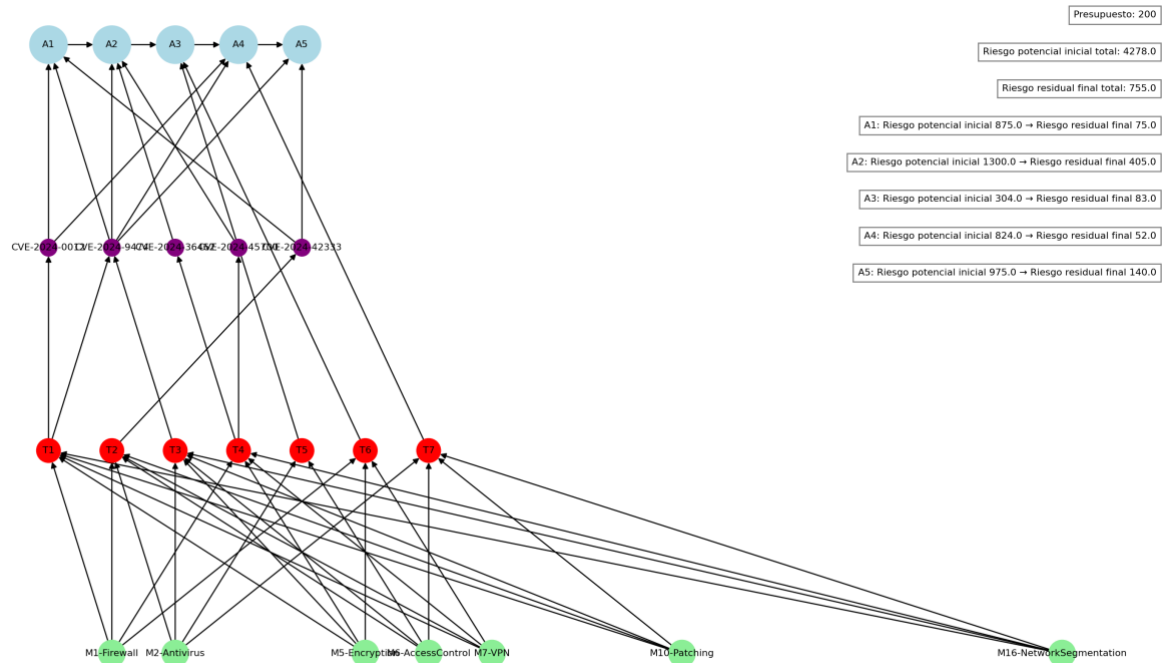 Presupuesto: 200
A1 A2 A3 A4 A5
Riesgo potencial inicial total: 4278.0
Riesgo residual final total: 755.0
A1: Riesgo potencial inicial 875.0 → Riesgo residual final 75.0
A2: Riesgo potencial inicial 1300.0 → Riesgo residual final 405.0
A3: Riesgo potencial inicial 304.0 → Riesgo residual final 83.0
A4: Riesgo potencial inicial 824.0 → Riesgo residual final 52.0
A5: Riesgo potencial inicial 975.0 → Riesgo residual final 140.0
T1 T2 T3 T4 T5 T6 T7
M1-Firewall M2-Antivirus M5-Encryption M6-AccessControl M7-VPN M10-Patching M16-NetworkSegmentation